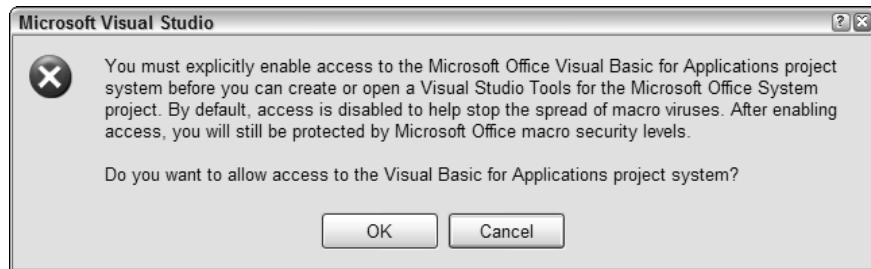 Microsoft Visual Studio
You must explicitly enable access to the Microsoft Office Visual Basic for Applications project
system before you can create or open a Visual Studio Tools for the Microsoft Office System
project. By default, access is disabled to help stop the spread of macro viruses. After enabling
access, you will still be protected by Microsoft Office macro security levels.
Do you want to allow access to the Visual Basic for Applications project system?
OK Cancel